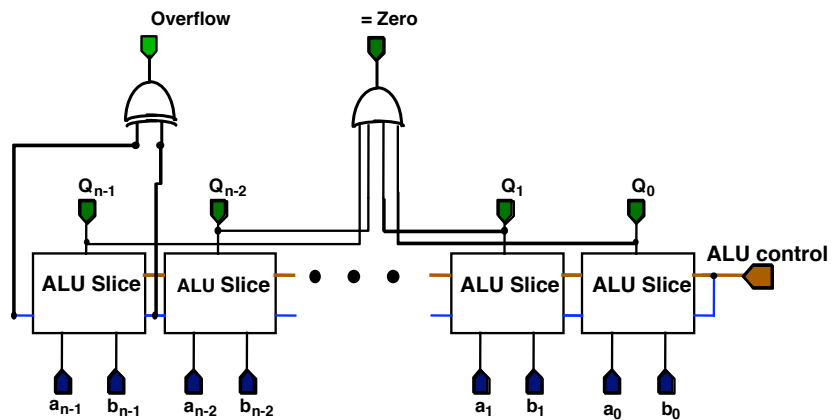 Overflow
= Zero
Qn-1
Qn-2
Q1
Q0
ALU control
ALU Slice
ALU Slice
ALU Slice
ALU Slice
an-1
bn-1
an-2
bn-2
a1
b1
a0
b0